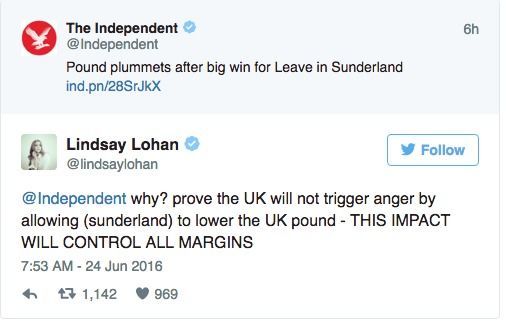 The Independent
@Independent
6h
Pound plummets after big win for Leave in Sunderland
ind.pn/28SrJkX
Lindsay Lohan
@lindsaylohan
Follow
@Independent why? prove the UK will not trigger anger by
allowing (sunderland) to lower the UK pound - THIS IMPACT
WILL CONTROL ALL MARGINS
7:53 AM - 24 Jun 2016
1,142 969